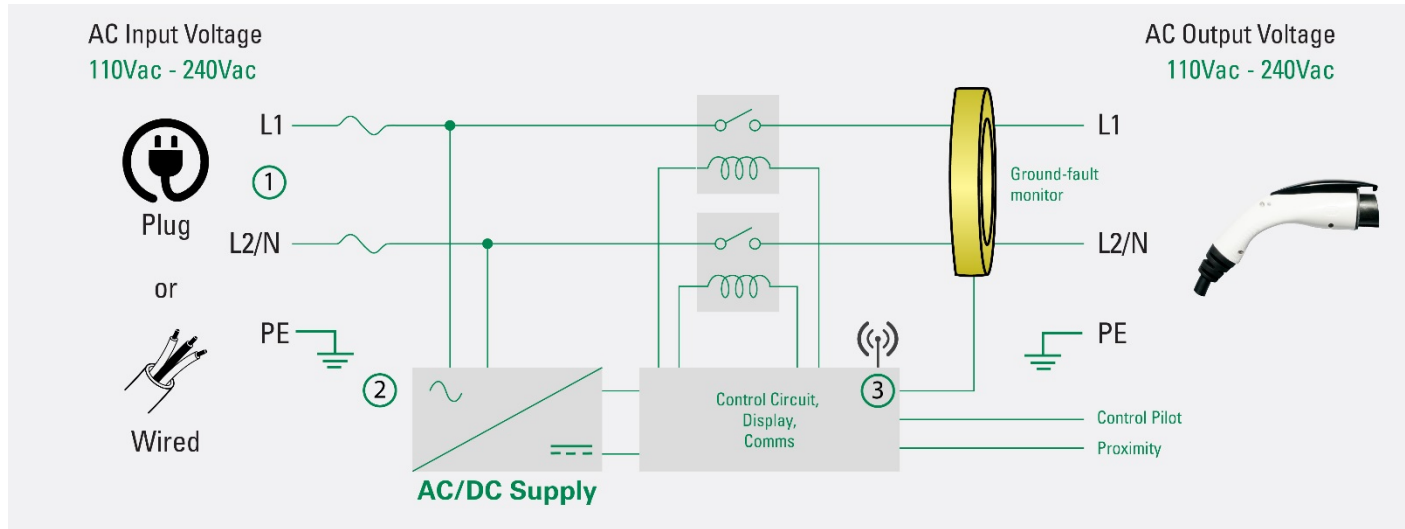 AC Input Voltage
110Vac - 240Vac
AC Output Voltage
110Vac - 240Vac
L1
L1
1
Ground-fault
monitor
Plug
L2/N
L2/N
or
PE
PE
2
3
Control Circuit,
Display,
Comms
Control Pilot
Proximity
Wired
AC/DC Supply